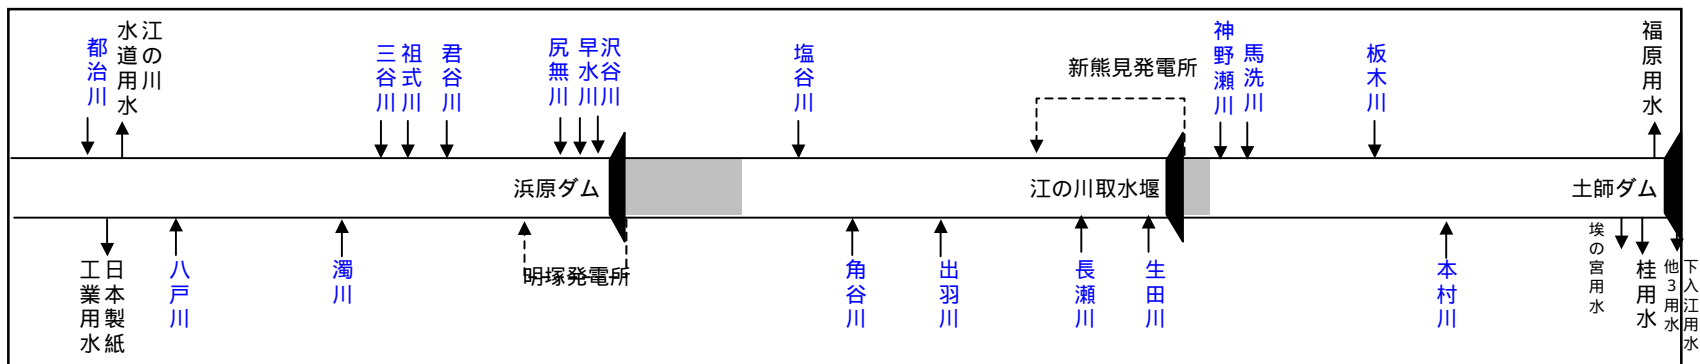 都治川
江の川
水道用水
三谷川
祖式川
君谷川
尻無川
早水川
沢谷川
塩谷川
新熊見発電所
神野瀬川
馬洗川
板木川
福原用水
浜原ダム
江の川取水堰
土師ダム
日本製紙
工業用水
八戸川
濁川
明塚発電所
角谷川
出羽川
長瀬川
生田川
本村川
埃の宮用水
桂用水
下入江用水
他3用水